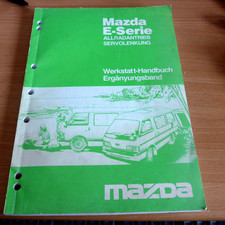 Mazda
E-Serie
ALLRADANTRIEB
SERVOLENKUNG
Werkstatt-Handbuch
Ergänzungsband
mazda